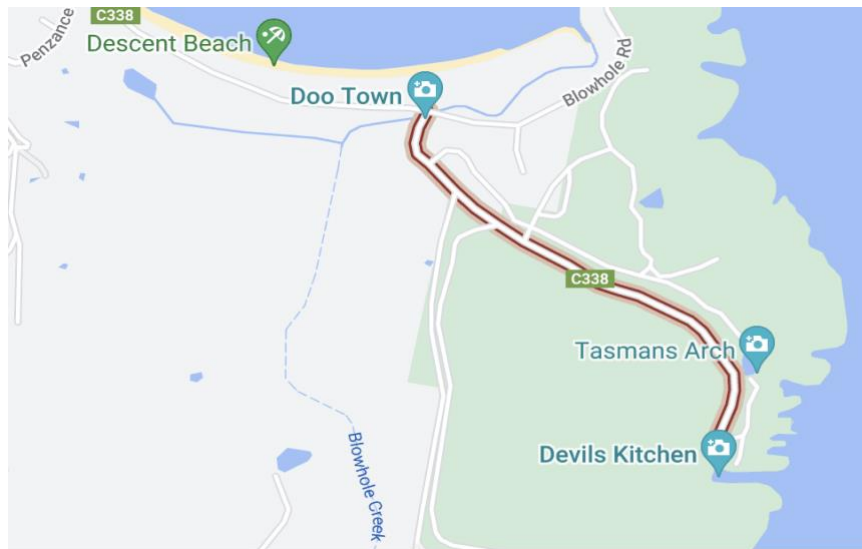 C338
Penzance
Descent Beach
Doo Town
Blowhole Rd
C338
Tasmans Arch
Devils Kitchen
Blowhole Creek